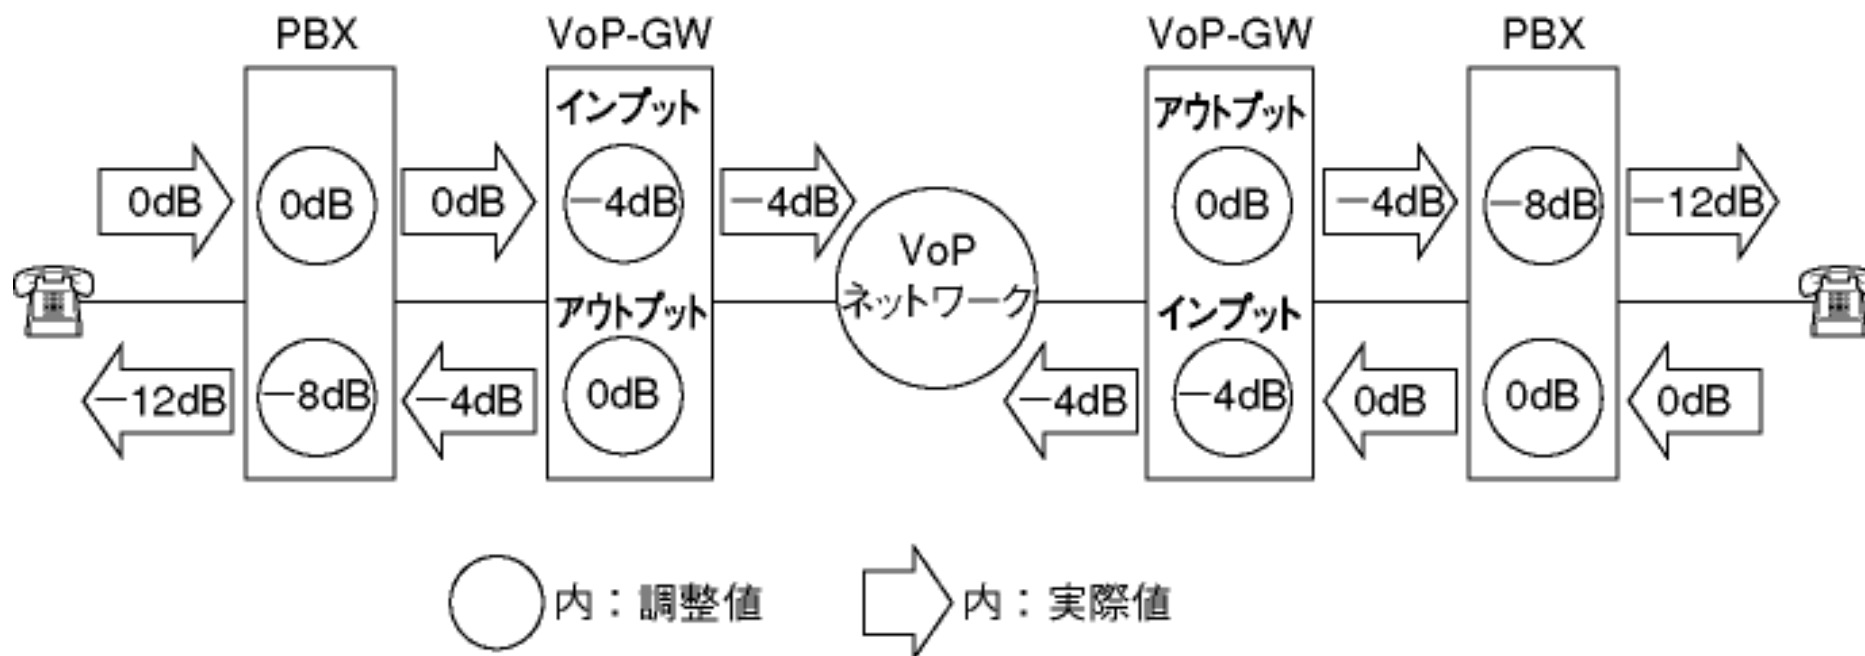 PBX VoP-GW VoP-GW PBX
インプット アウトプット
0dB 0dB 0dB －4dB －4dB 0dB －4dB －8dB －12dB
VoP
ネットワーク
アウトプット インプット
－12dB －8dB －4dB 0dB －4dB －4dB 0dB 0dB 0dB
内：調整値 内：実際値